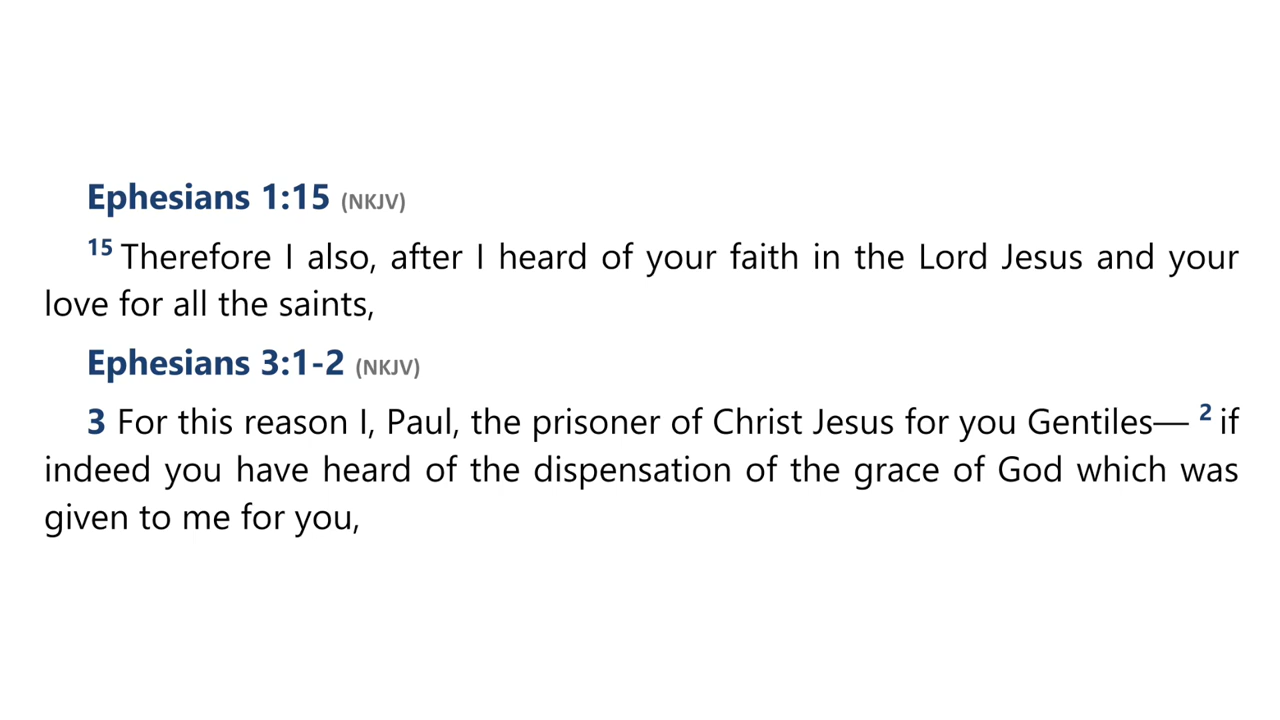 Ephesians 1:15 (NKJV)
15 Therefore I also, after I heard of your faith in the Lord Jesus and your
love for all the saints,
Ephesians 3:1-2 (NKJV)
3 For this reason I, Paul, the prisoner of Christ Jesus for you Gentiles— 2 if
indeed you have heard of the dispensation of the grace of God which was
given to me for you,